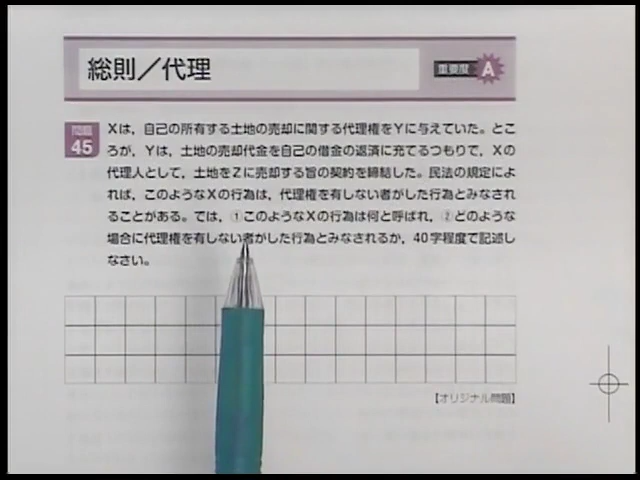 総則／代理
重要度 A
問題
45
Xは，自己の所有する土地の売却に関する代理権をYに与えていた。とこ
ろが，Yは，土地の売却代金を自己の借金の返済に充てるつもりで，Xの
代理人として，土地をZに売却する旨の契約を締結した。民法の規定によ
れば，このようなXの行為は，代理権を有しない者がした行為とみなされ
ることがある。では，①このようなXの行為は何と呼ばれ，②どのような
場合に代理権を有しない者がした行為とみなされるか，40字程度で記述し
なさい。
【オリジナル問題】